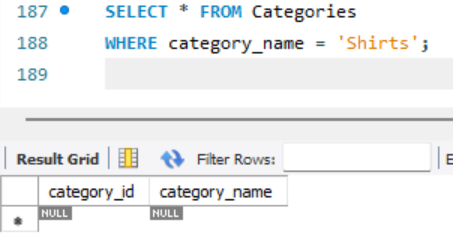 187 SELECT * FROM Categories
188 WHERE category_name = 'Shirts';
189
Result Grid Filter Rows: E
category_id category_name
* NULL NULL